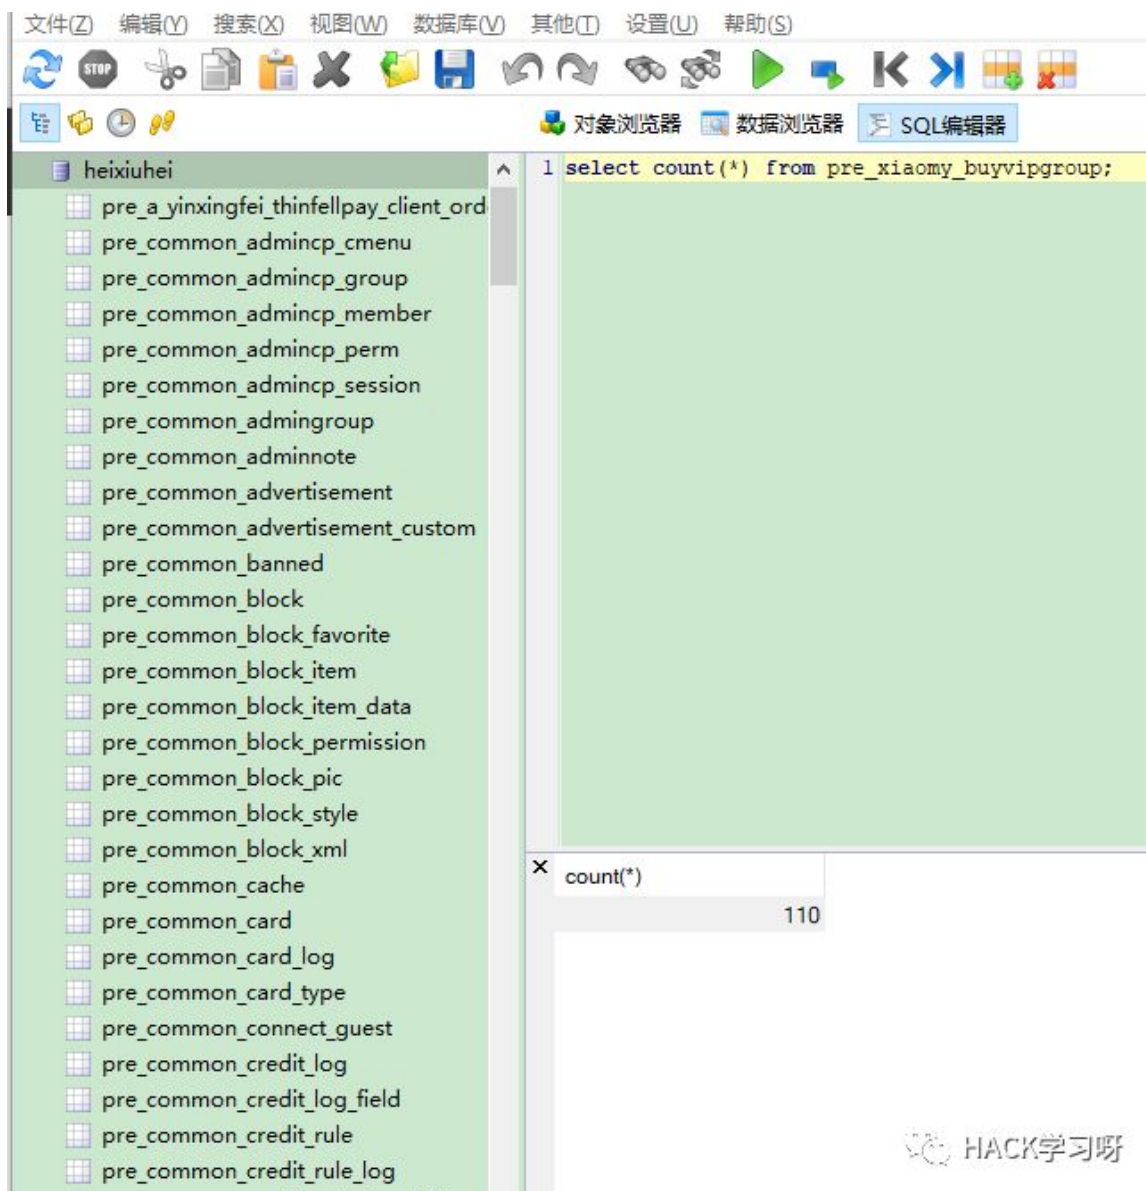 文件(Z) 编辑(Y) 搜索(X) 视图(W) 数据库(V) 其他(T) 设置(U) 帮助(S)
STOP
对象浏览器 数据浏览器 SQL编辑器
heixiuhei
pre_a_yinxingfei_thinfellpay_client_ord
pre_common_admincp_cmenu
pre_common_admincp_group
pre_common_admincp_member
pre_common_admincp_perm
pre_common_admincp_session
pre_common_admingroup
pre_common_adminnote
pre_common_advertisement
pre_common_advertisement_custom
pre_common_banned
pre_common_block
pre_common_block_favorite
pre_common_block_item
pre_common_block_item_data
pre_common_block_permission
pre_common_block_pic
pre_common_block_style
pre_common_block_xml
pre_common_cache
pre_common_card
pre_common_card_log
pre_common_card_type
pre_common_connect_guest
pre_common_credit_log
pre_common_credit_log_field
pre_common_credit_rule
pre_common_credit_rule_log
1 select count(*) from pre_xiaomy_buyvipgroup;
count(*)
110
HACK学习呀